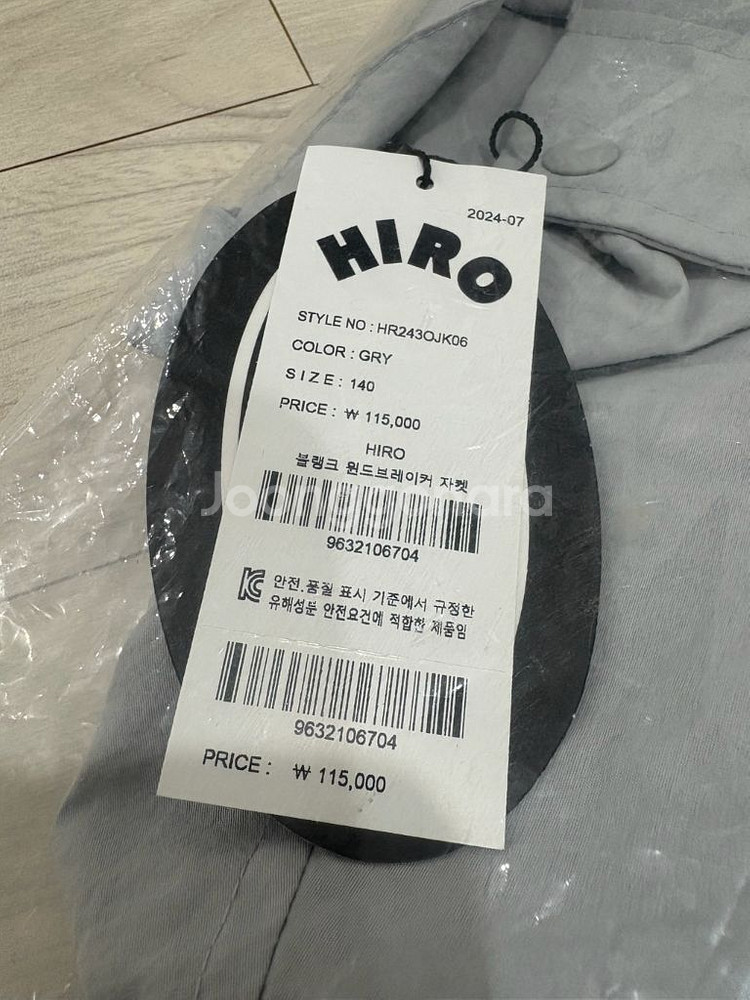 2024-07
HIRO
STYLE NO : HR243OJK06
COLOR : GRY
SIZE : 140
PRICE : ₩ 115,000
HIRO
블랭크 윈드브레이커 자켓
Joonggonara
9632106704
안전.품질 표시 기준에서 규정한
유해성분 안전요건에 적합한 제품임
9632106704
PRICE : ₩ 115,000